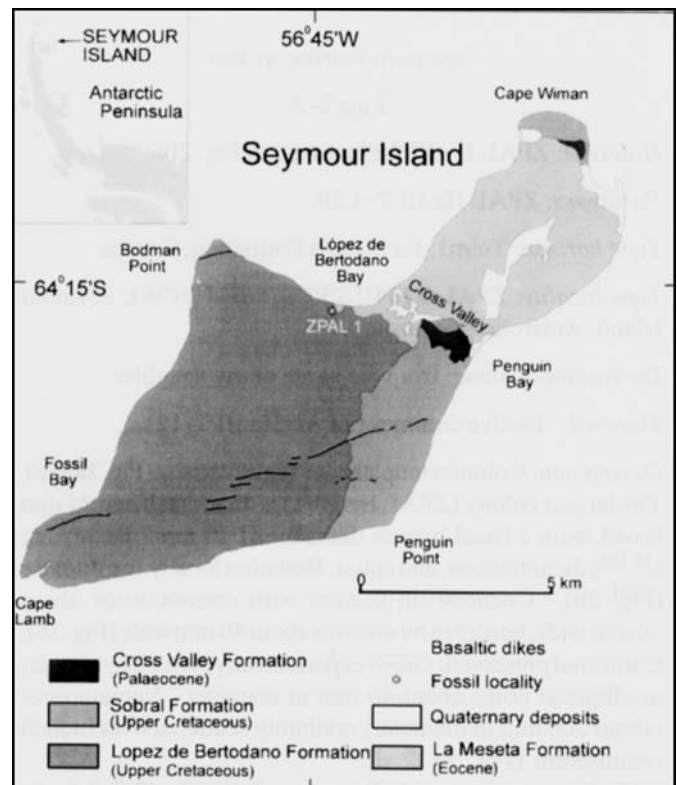 SEYMOUR
ISLAND
Antarctic
Peninsula
56°45'W
Cape Wiman
Seymour Island
López de
Bertodano
Bay
Bodman
Point
64°15'S
Cross Valley
ZPAL 1
Penguin
Bay
Fossil
Bay
Penguin
Point
0
5 km
Cape
Lamb
Cross Valley Formation
(Palaeocene)
Sobral Formation
(Upper Cretaceous)
Lopez de Bertodano Formation
(Upper Cretaceous)
Basaltic dikes
Fossil locality
Quaternary deposits
La Meseta Formation
(Eocene)